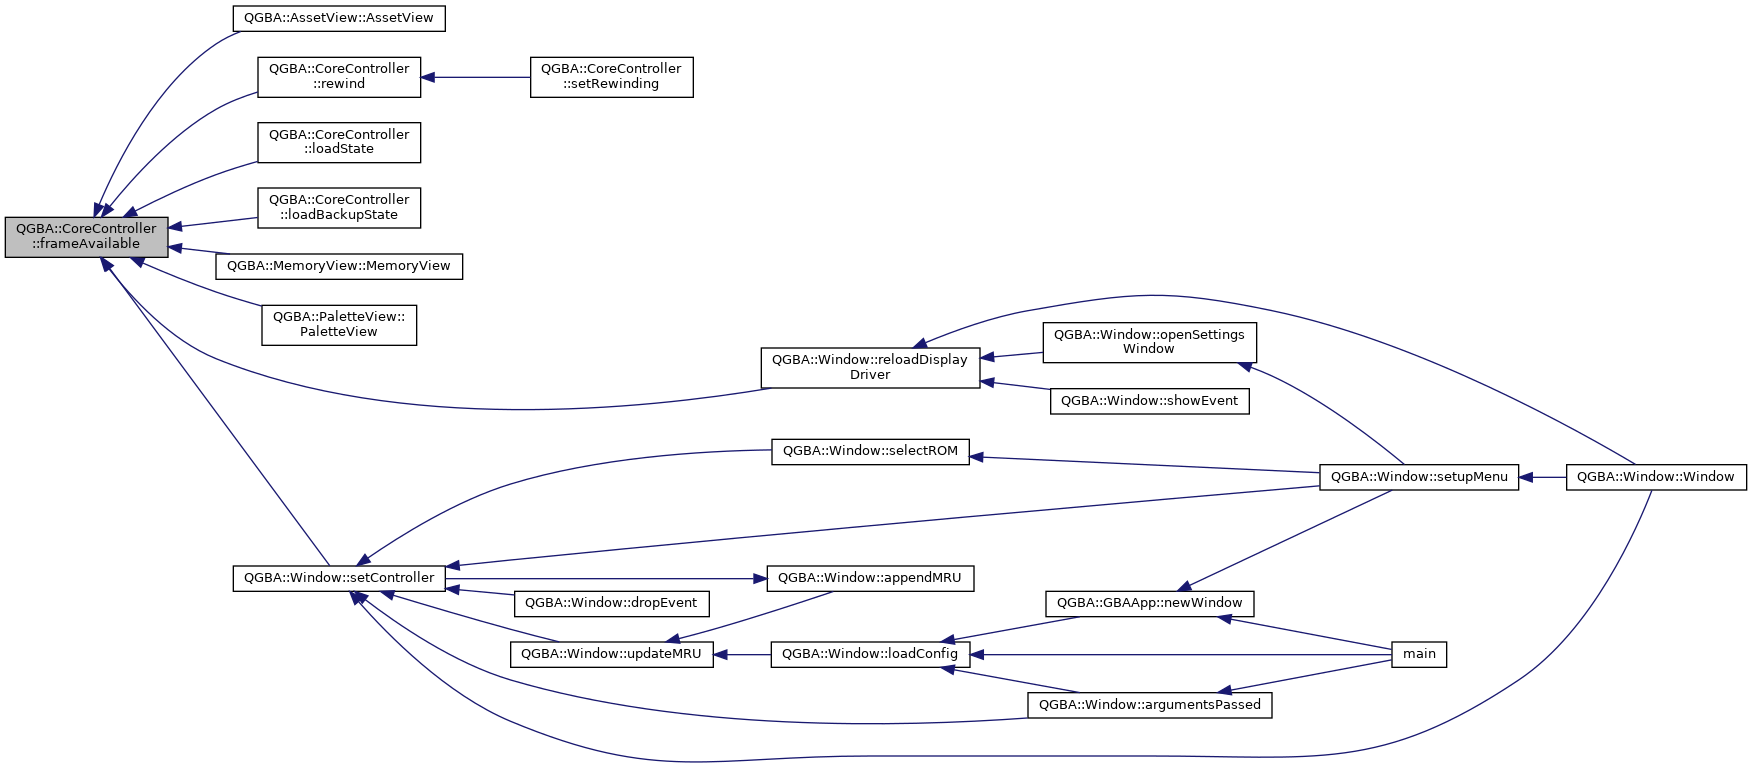 QGBA::AssetView::AssetView
QGBA::CoreController
::rewind
QGBA::CoreController
::setRewinding
QGBA::CoreController
::loadState
QGBA::CoreController
::loadBackupState
QGBA::CoreController
::frameAvailable
QGBA::MemoryView::MemoryView
QGBA::PaletteView::
PaletteView
QGBA::Window::openSettings
Window
QGBA::Window::reloadDisplay
Driver
QGBA::Window::showEvent
QGBA::Window::selectROM
QGBA::Window::setupMenu
QGBA::Window::Window
QGBA::Window::setController
QGBA::Window::appendMRU
QGBA::Window::dropEvent
QGBA::GBAApp::newWindow
QGBA::Window::updateMRU
QGBA::Window::loadConfig
main
QGBA::Window::argumentsPassed